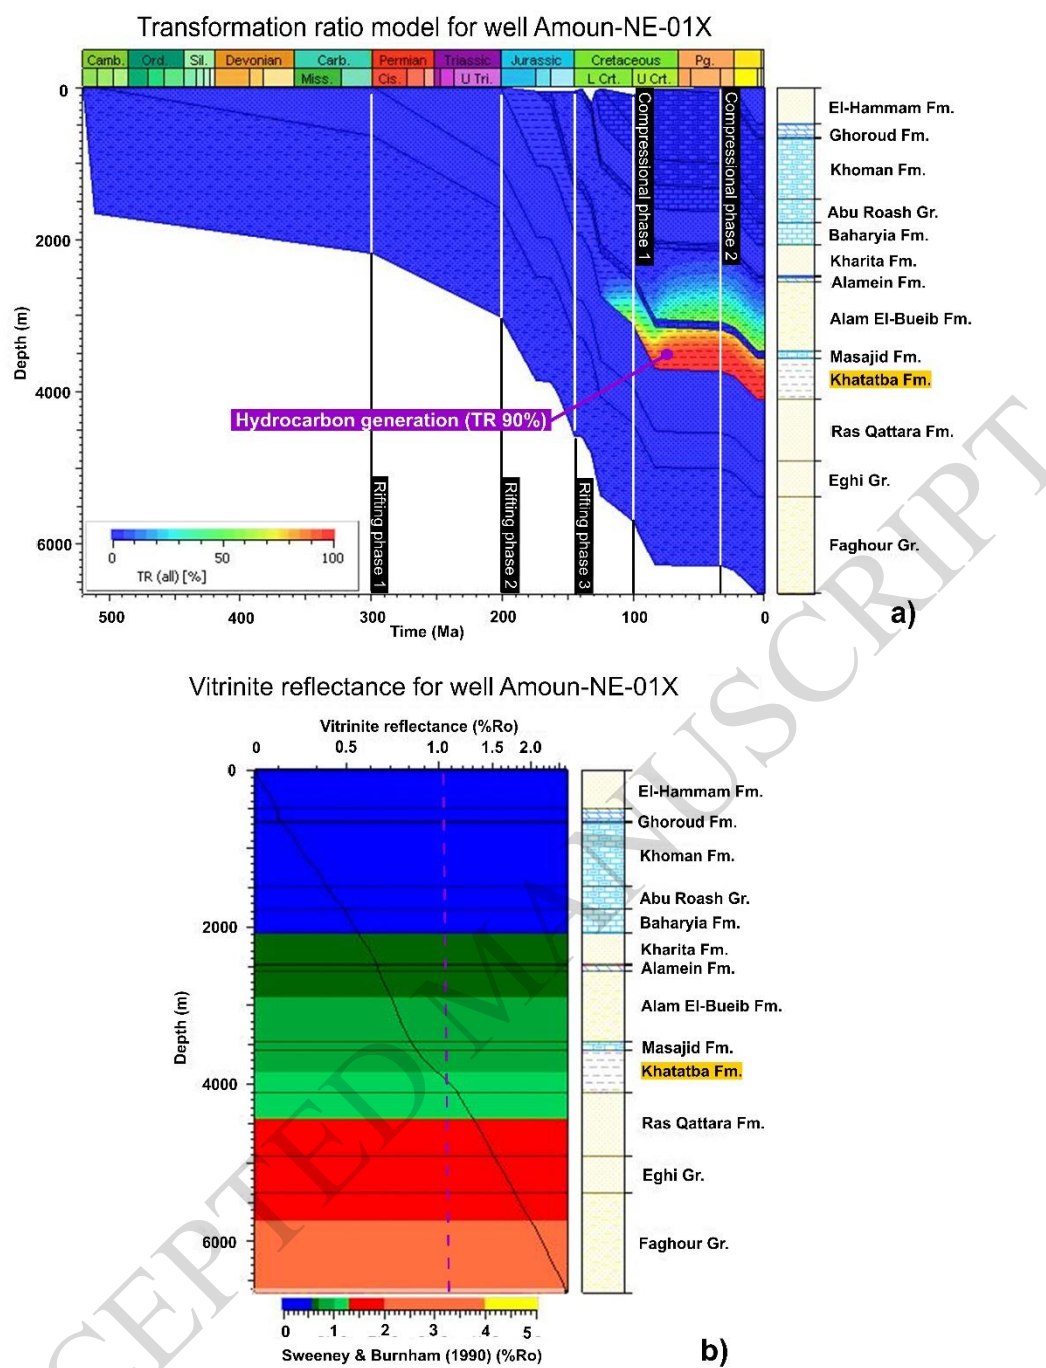 Transformation ratio model for well Amoun-NE-01X
Camb. Ord. Sil. Devonian Carb. Permian Triassic Jurassic Cretaceous Pg.
Miss. Cis. U Tri. L Crt. U Crt.
0
2000
4000
6000
Depth (m)
Compressional phase 1
Compressional phase 2
Hydrocarbon generation (TR 90%)
Rifting phase 1
Rifting phase 2
Rifting phase 3
0 50 100
TR (all) [%]
500 400 300 200 100 0
Time (Ma)
El-Hammam Fm.
Ghoroud Fm.
Khoman Fm.
Abu Roash Gr.
Baharyia Fm.
Kharita Fm.
Alamein Fm.
Alam El-Bueib Fm.
Masajid Fm.
Khatatba Fm.
Ras Qattara Fm.
Eghi Gr.
Faghour Gr.
a)
Vitrinite reflectance for well Amoun-NE-01X
Vitrinite reflectance (%Ro)
0 0.5 1.0 1.5 2.0
0
2000
4000
6000
Depth (m)
El-Hammam Fm.
Ghoroud Fm.
Khoman Fm.
Abu Roash Gr.
Baharyia Fm.
Kharita Fm.
Alamein Fm.
Alam El-Bueib Fm.
Masajid Fm.
Khatatba Fm.
Ras Qattara Fm.
Eghi Gr.
Faghour Gr.
0 1 2 3 4 5
Sweeney & Burnham (1990) (%Ro)
b)
CEPTED MANUSCRIPT